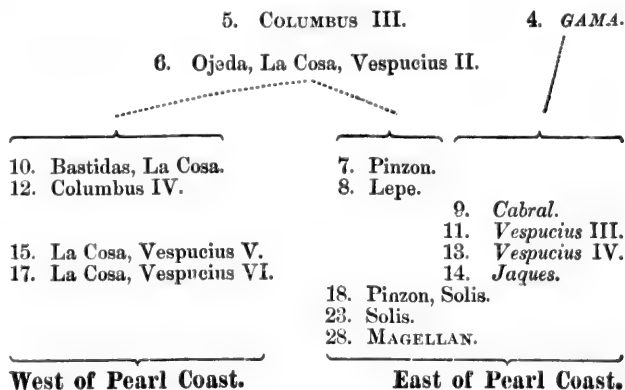 5. COLUMBUS III.
4. GAMA.
6. Ojeda, La Cosa, Vespucius II.
10. Bastidas, La Cosa.
12. Columbus IV.
15. La Cosa, Vespucius V.
17. La Cosa, Vespucius VI.
7. Pinzon.
8. Lepe.
9. Cabral.
11. Vespucius III.
13. Vespucius IV.
14. Jaques.
18. Pinzon, Solis.
23. Solis.
28. MAGELLAN.
West of Pearl Coast.
East of Pearl Coast.